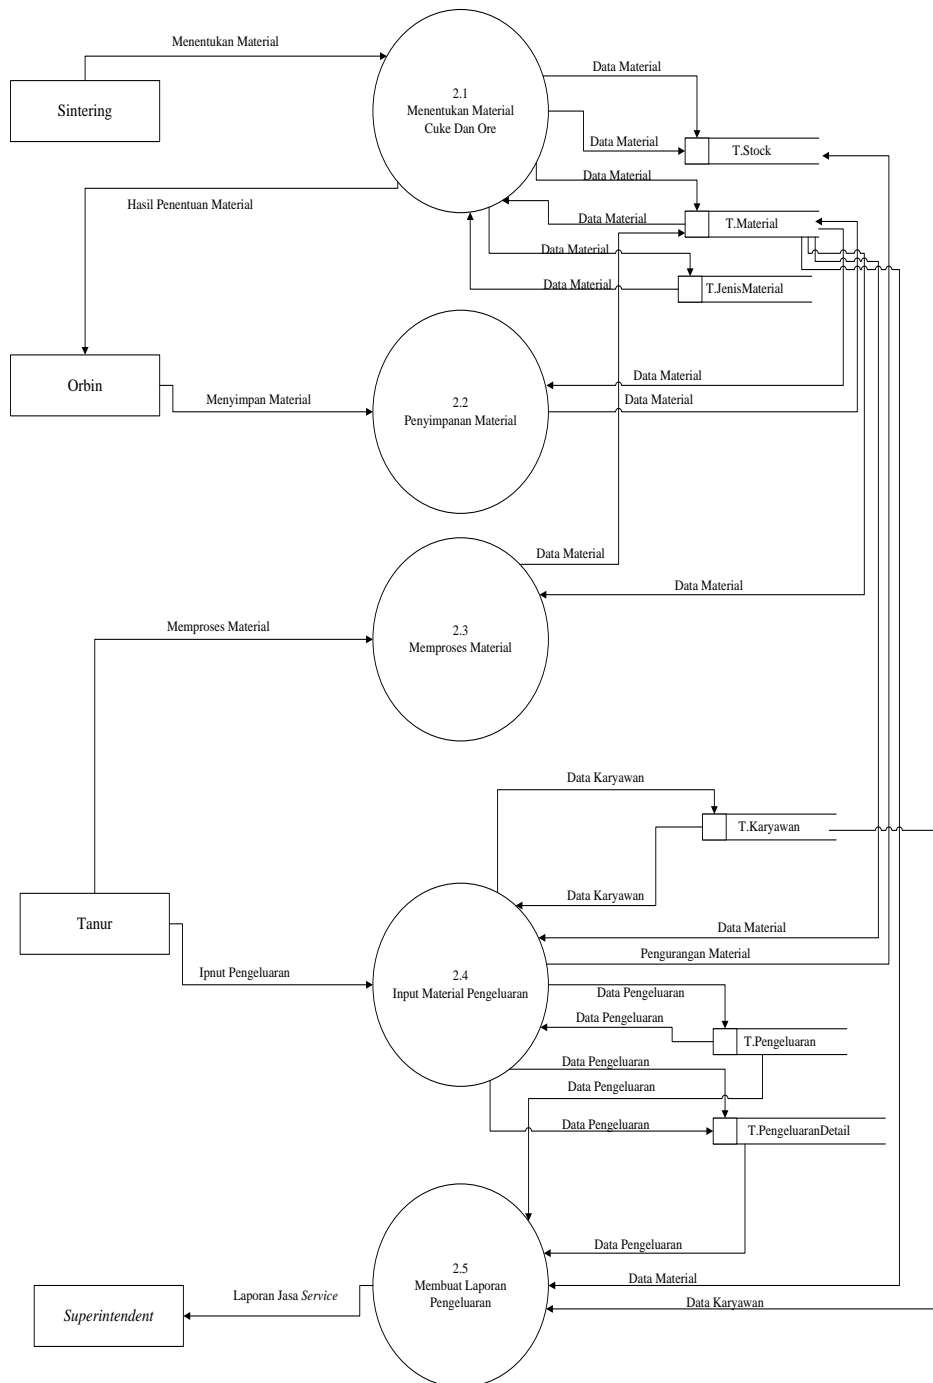 Menentukan Material
Sintering
2.1
Menentukan Material
Cuke Dan Ore
Data Material
Data Material
T.Stock
Data Material
Data Material
T.Material
Hasil Penentuan Material
Data Material
Data Material
T.JenisMaterial
Orbin
Menyimpan Material
2.2
Penyimpanan Material
Data Material
Data Material
Data Material
Data Material
Memproses Material
2.3
Memproses Material
Data Karyawan
T.Karyawan
Data Karyawan
Tanur
Data Material
Pengurangan Material
Ipnut Pengeluaran
2.4
Input Material Pengeluaran
Data Pengeluaran
Data Pengeluaran
T.Pengeluaran
Data Pengeluaran
Data Pengeluaran
Data Pengeluaran
T.PengeluaranDetail
Data Pengeluaran
2.5
Membuat Laporan
Pengeluaran
Data Material
Data Karyawan
Laporan Jasa Service
Superintendent